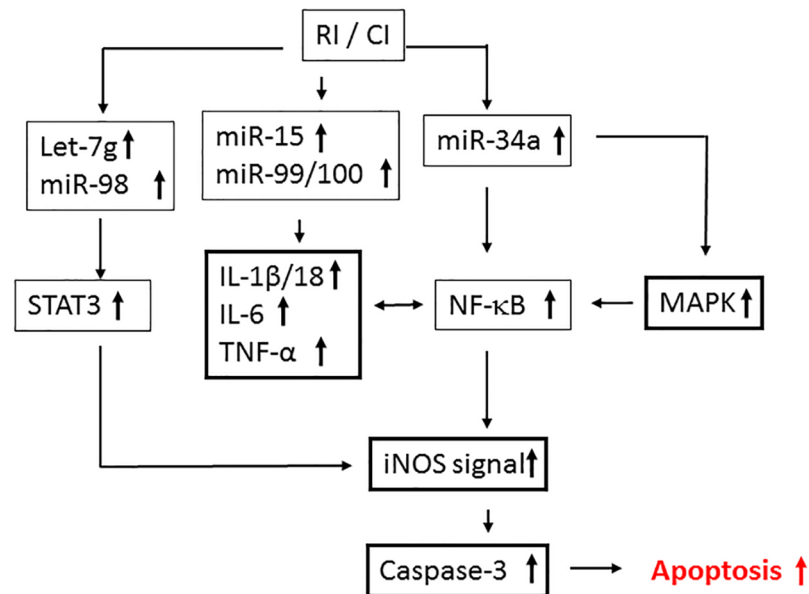 RI / CI
Let-7g↑
miR-98 ↑
miR-15 ↑
miR-99/100 ↑
miR-34a ↑
STAT3 ↑
IL-1β/18↑
IL-6 ↑
TNF-α ↑
NF-κB ↑
MAPK↑
iNOS signal↑
Caspase-3 ↑
Apoptosis ↑